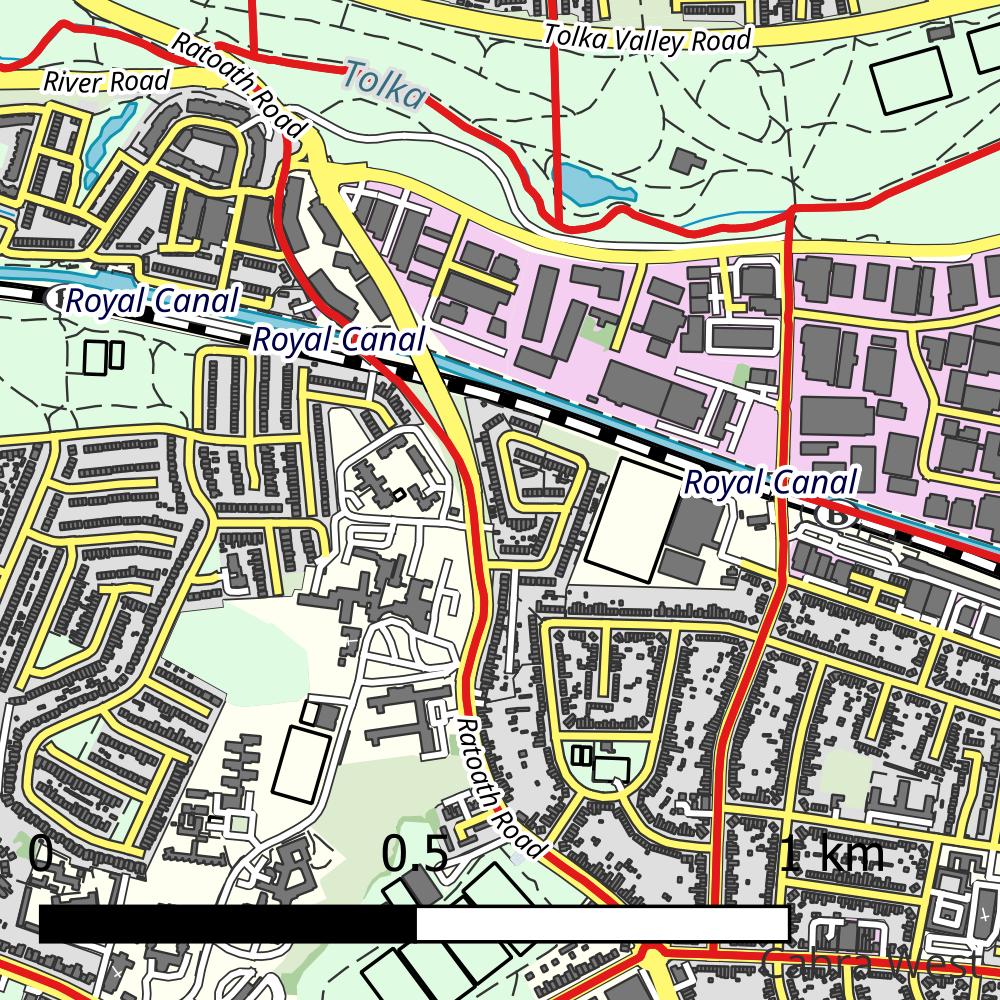 Tolka Valley Road
Ratoath Road
River Road
Tolka
Royal Canal
Royal Canal
Royal Canal
B
Ratoath Road
0
0.5
1 km
Cabra West